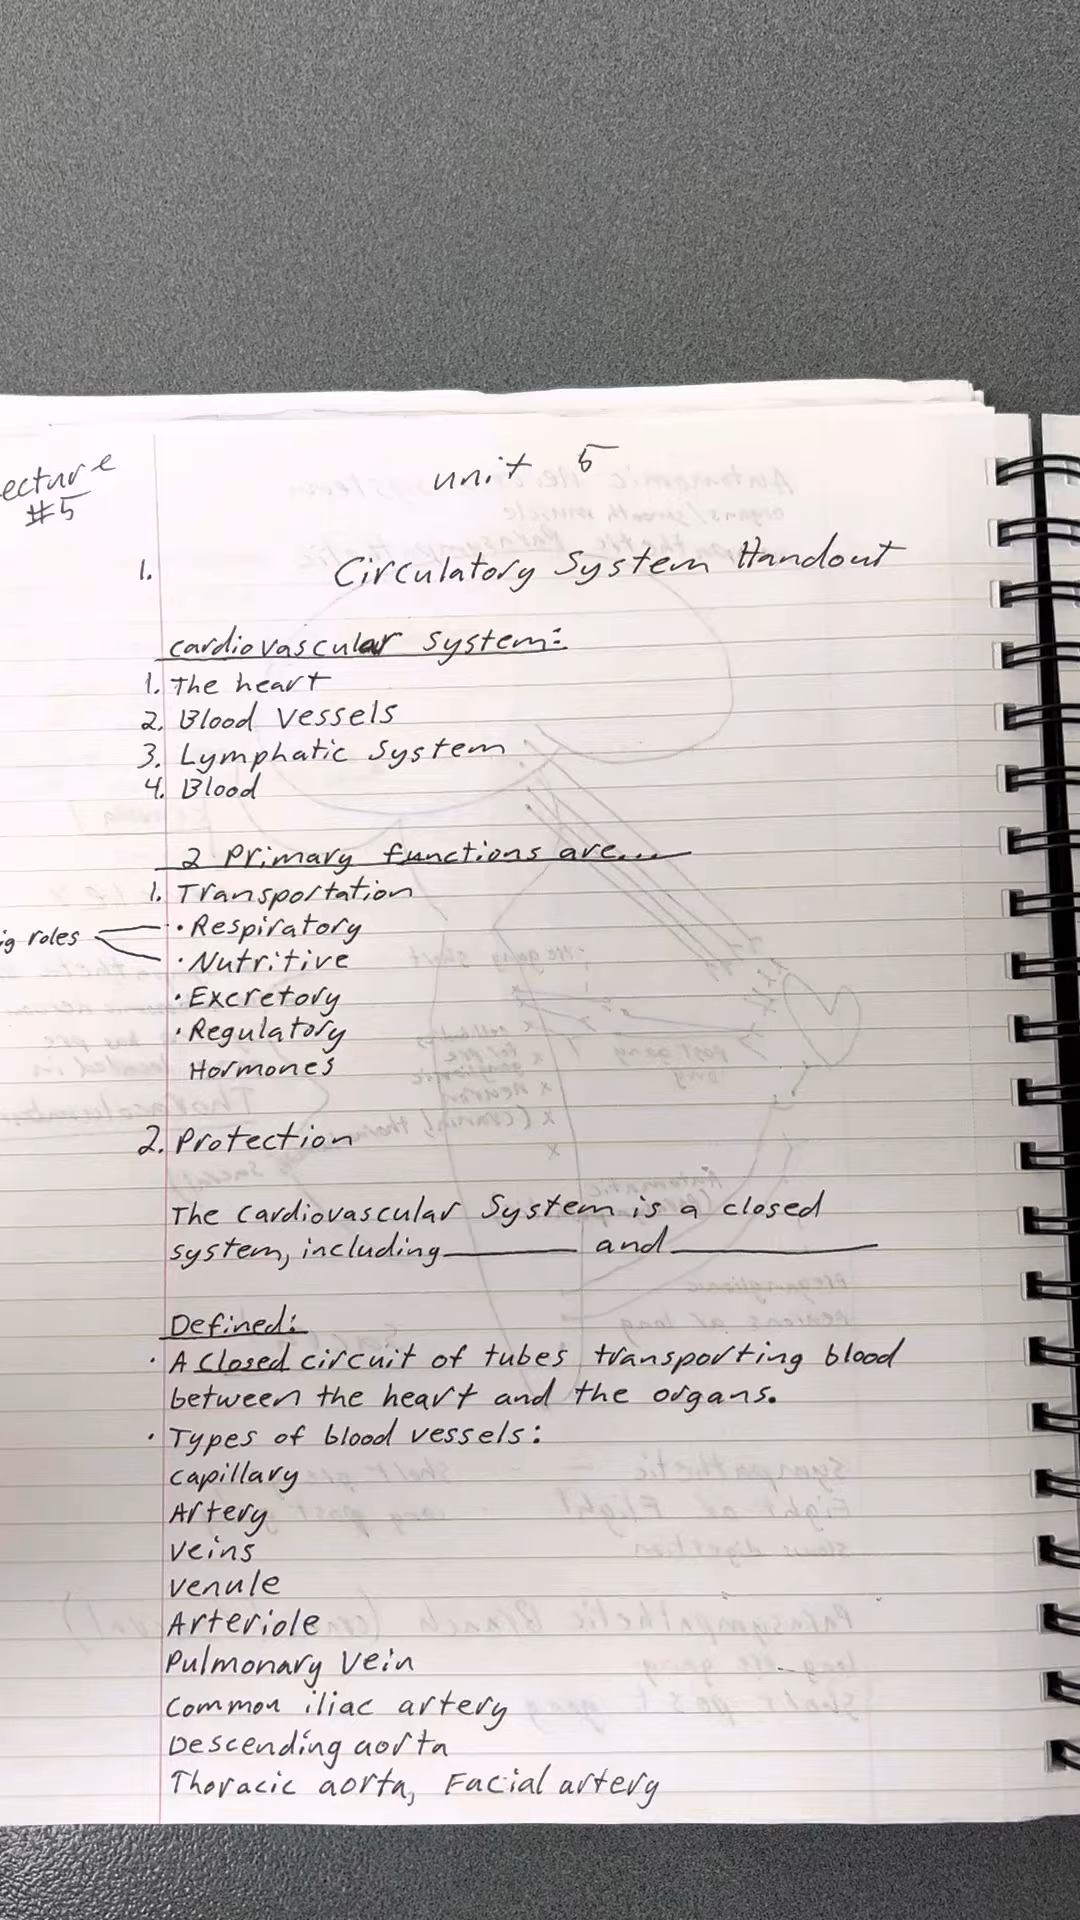 unit 5
ecture
#5
1. Circulatory System Handout
Cardiovascular System:
1. The heart
2. Blood Vessels
3. Lymphatic System
4. Blood
2 Primary functions are....
1. Transportation
ig roles
• Respiratory
• Nutritive
• Excretory
• Regulatory
Hormones
2. Protection
The Cardiovascular System is a closed
system, including ________ and ____________
Defined:
• A closed circuit of tubes transporting blood
between the heart and the organs.
• Types of blood vessels:
Capillary
Artery
Veins
Venule
Arteriole
Pulmonary Vein
Common iliac artery
Descending aorta
Thoracic aorta, Facial artery